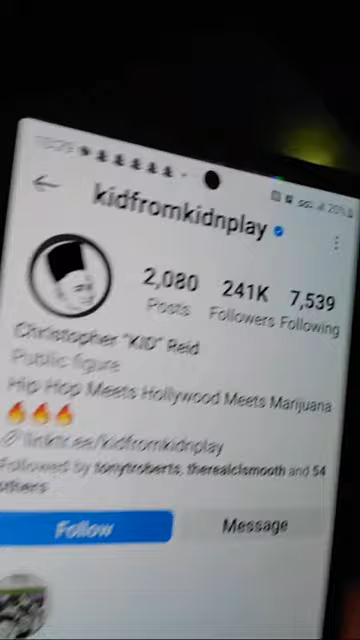 kidfromkidnplay
2,080 241K 7,539
Posts Followers Following
Christopher "KID" Reid
Public figure
Hip Hop Meets Hollywood Meets Marijuana
🔥🔥🔥
linktr.ee/kidfromkidnplay
Followed by tonytroberts, therealclsmooth and 54
others
Follow Message